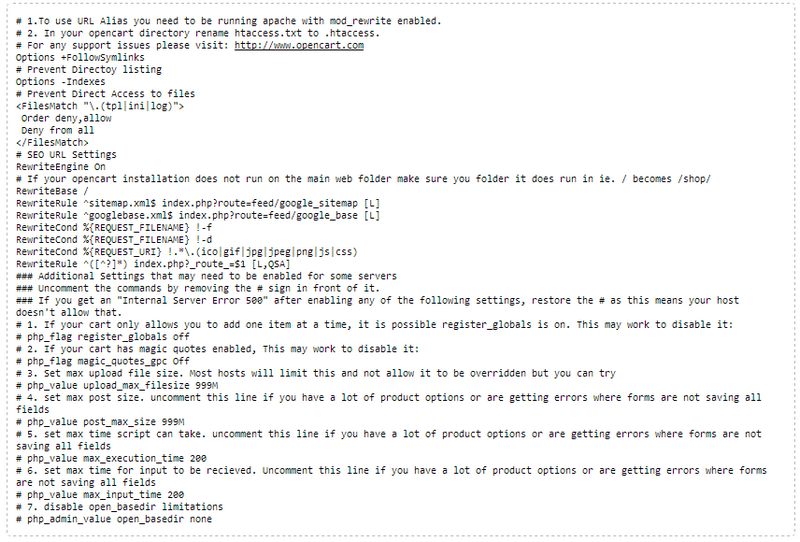 # 1.To use URL Alias you need to be running apache with mod_rewrite enabled.
# 2. In your opencart directory rename htaccess.txt to .htaccess.
# For any support issues please visit: http://www.opencart.com
Options +FollowSymlinks
# Prevent Directoy listing
Options -Indexes
# Prevent Direct Access to files
<FilesMatch "\.(tpl|ini|log)">
 Order deny,allow
 Deny from all
</FilesMatch>
# SEO URL Settings
RewriteEngine On
# If your opencart installation does not run on the main web folder make sure you folder it does run in ie. / becomes /shop/
RewriteBase /
RewriteRule ^sitemap.xml$ index.php?route=feed/google_sitemap [L]
RewriteRule ^googlebase.xml$ index.php?route=feed/google_base [L]
RewriteCond %{REQUEST_FILENAME} !-f
RewriteCond %{REQUEST_FILENAME} !-d
RewriteCond %{REQUEST_URI} !.*\.(ico|gif|jpg|jpeg|png|js|css)
RewriteRule ^([^?]*) index.php?_route_=$1 [L,QSA]
### Additional Settings that may need to be enabled for some servers
### Uncomment the commands by removing the # sign in front of it.
### If you get an "Internal Server Error 500" after enabling any of the following settings, restore the # as this means your host
doesn't allow that.
# 1. If your cart only allows you to add one item at a time, it is possible register_globals is on. This may work to disable it:
# php_flag register_globals off
# 2. If your cart has magic quotes enabled, This may work to disable it:
# php_flag magic_quotes_gpc Off
# 3. Set max upload file size. Most hosts will limit this and not allow it to be overridden but you can try
# php_value upload_max_filesize 999M
# 4. set max post size. uncomment this line if you have a lot of product options or are getting errors where forms are not saving all
fields
# php_value post_max_size 999M
# 5. set max time script can take. uncomment this line if you have a lot of product options or are getting errors where forms are not
saving all fields
# php_value max_execution_time 200
# 6. set max time for input to be recieved. Uncomment this line if you have a lot of product options or are getting errors where forms
are not saving all fields
# php_value max_input_time 200
# 7. disable open_basedir limitations
# php_admin_value open_basedir none